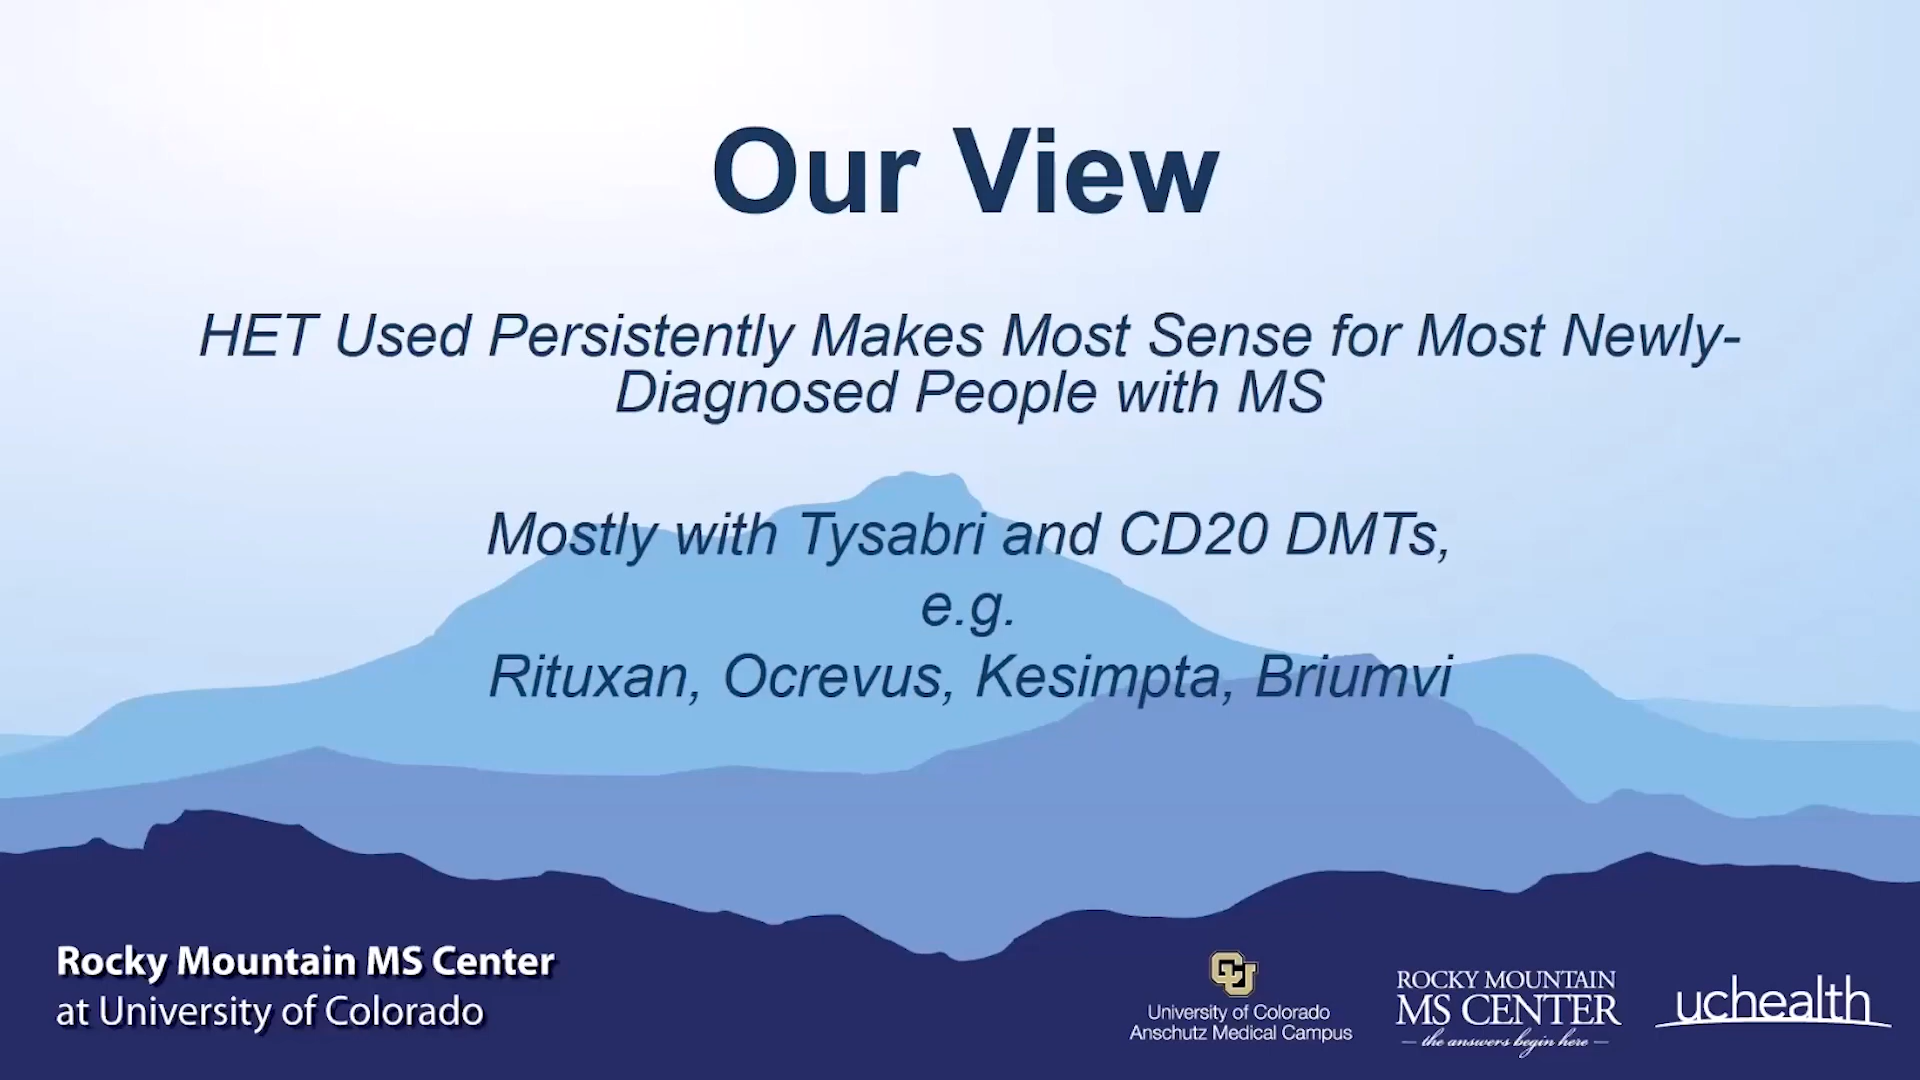 Our View
HET Used Persistently Makes Most Sense for Most Newly-
Diagnosed People with MS
Mostly with Tysabri and CD20 DMTs,
e.g.
Rituxan, Ocrevus, Kesimpta, Briumvi
Rocky Mountain MS Center
at University of Colorado
CU
University of Colorado
Anschutz Medical Campus
ROCKY MOUNTAIN
MS CENTER
— the answers begin here —
uchealth